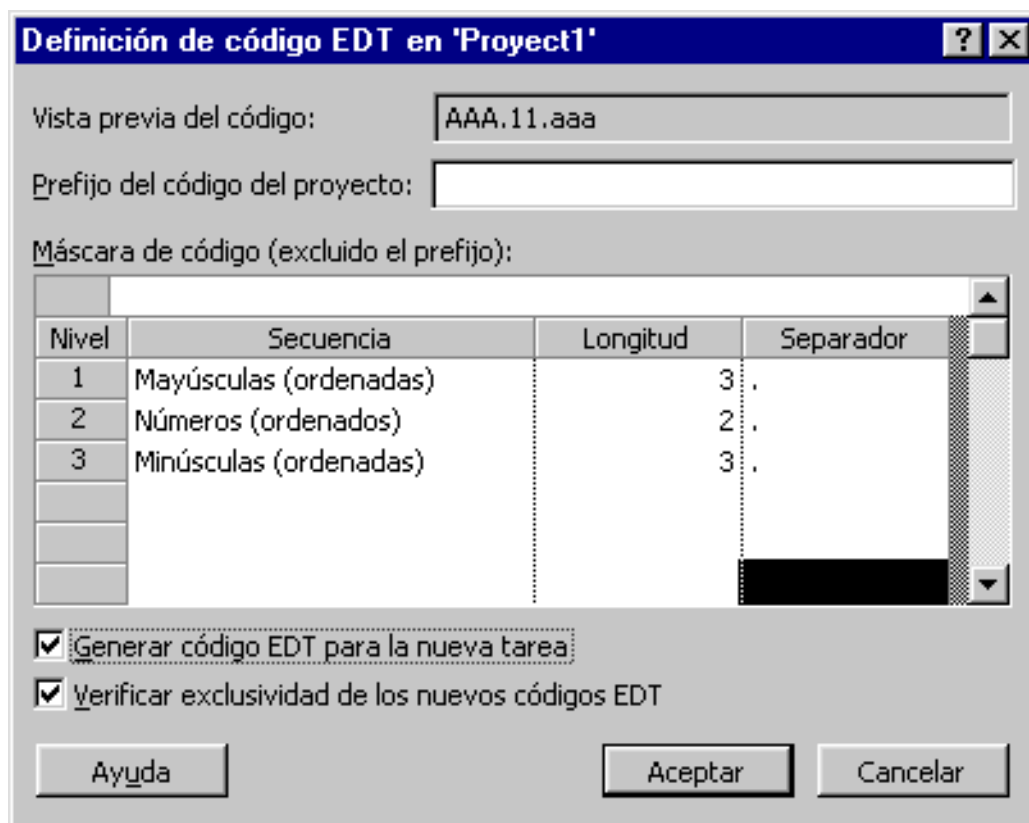 Definición de código EDT en 'Proyect1' ? X
Vista previa del código: AAA.11.aaa
Prefijo del código del proyecto:
Máscara de código (excluido el prefijo):
Nivel Secuencia Longitud Separador
1 Mayúsculas (ordenadas) 3 .
2 Números (ordenados) 2 .
3 Minúsculas (ordenadas) 3 .
Generar código EDT para la nueva tarea
Verificar exclusividad de los nuevos códigos EDT
Ayuda Aceptar Cancelar